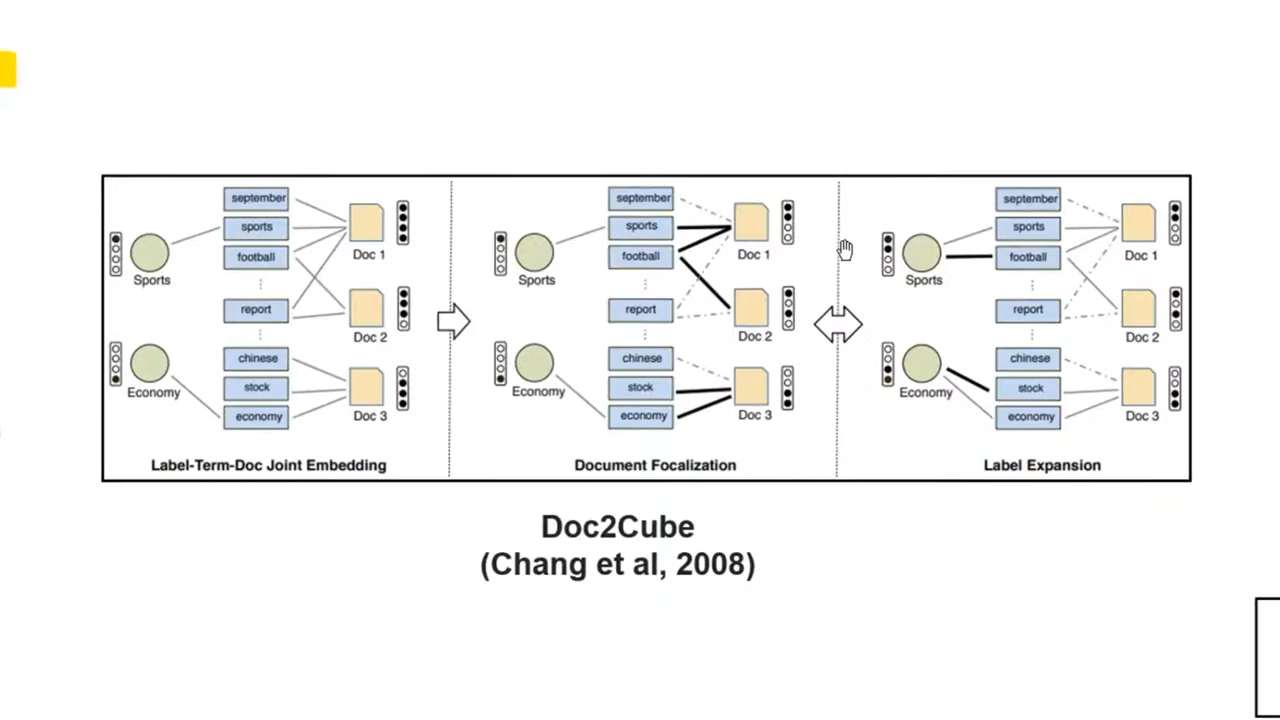 september
sports
football
report
chinese
stock
economy
Sports
Economy
Doc 1
Doc 2
Doc 3
Label-Term-Doc Joint Embedding
september
sports
football
report
chinese
stock
economy
Sports
Economy
Doc 1
Doc 2
Doc 3
Document Focalization
september
sports
football
report
chinese
stock
economy
Sports
Economy
Doc 1
Doc 2
Doc 3
Label Expansion
Doc2Cube
(Chang et al, 2008)